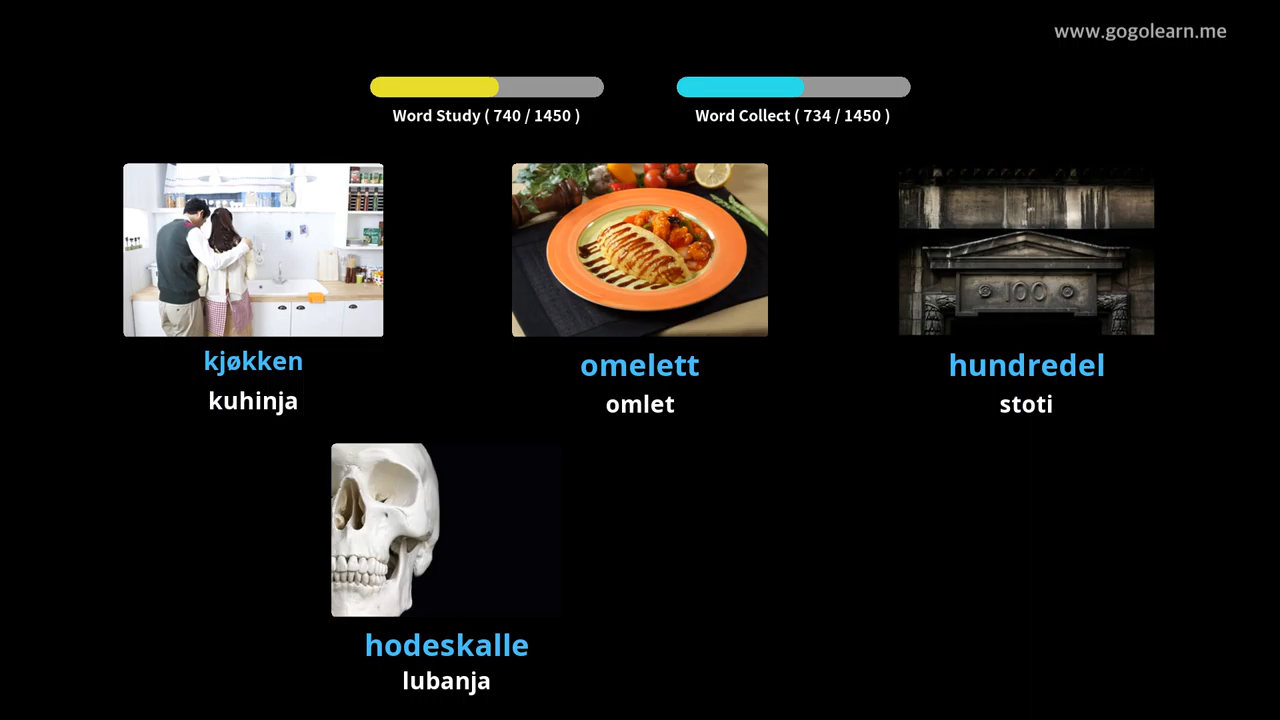 www.gogolearn.me
Word Study ( 740 / 1450 )
Word Collect ( 734 / 1450 )
100
kjøkken
kuhinja
omelett
omlet
hundredel
stoti
hodeskalle
lubanja